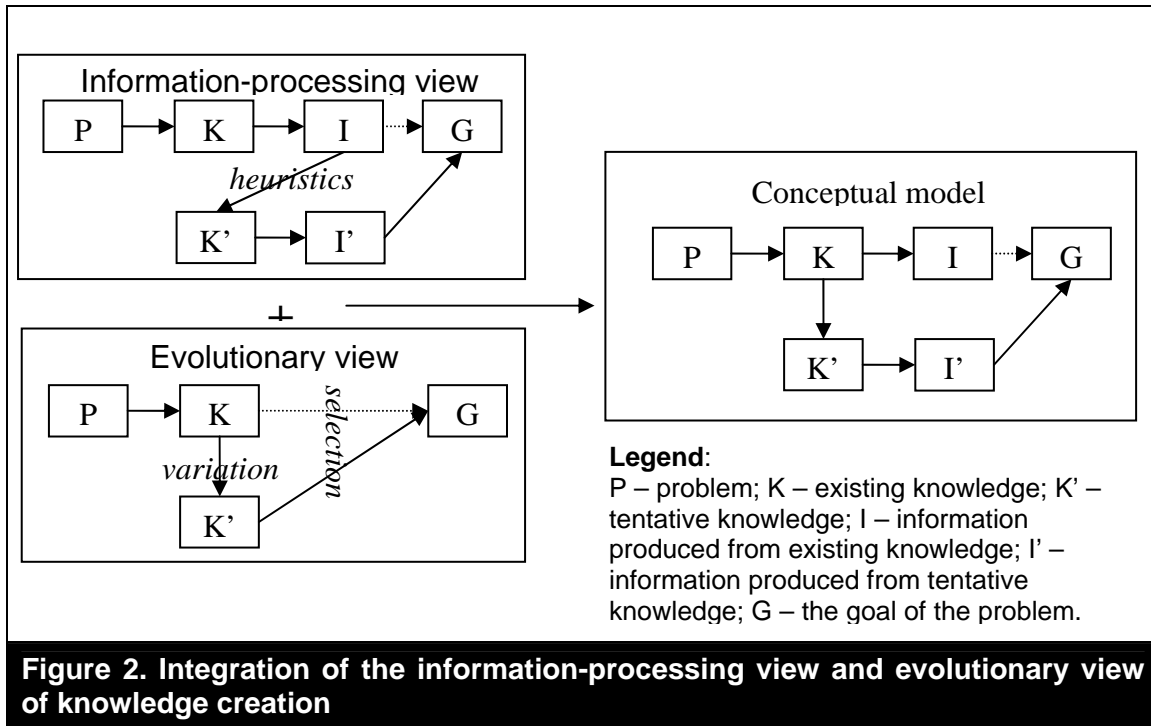 Information-processing view
P K I G
heuristics
K’ I’
+
Evolutionary view
P K G
selection
variation
K’
Conceptual model
P K I G
K’ I’
Legend:
P – problem; K – existing knowledge; K’ –
tentative knowledge; I – information
produced from existing knowledge; I’ –
information produced from tentative
knowledge; G – the goal of the problem.
Figure 2. Integration of the information-processing view and evolutionary view
of knowledge creation